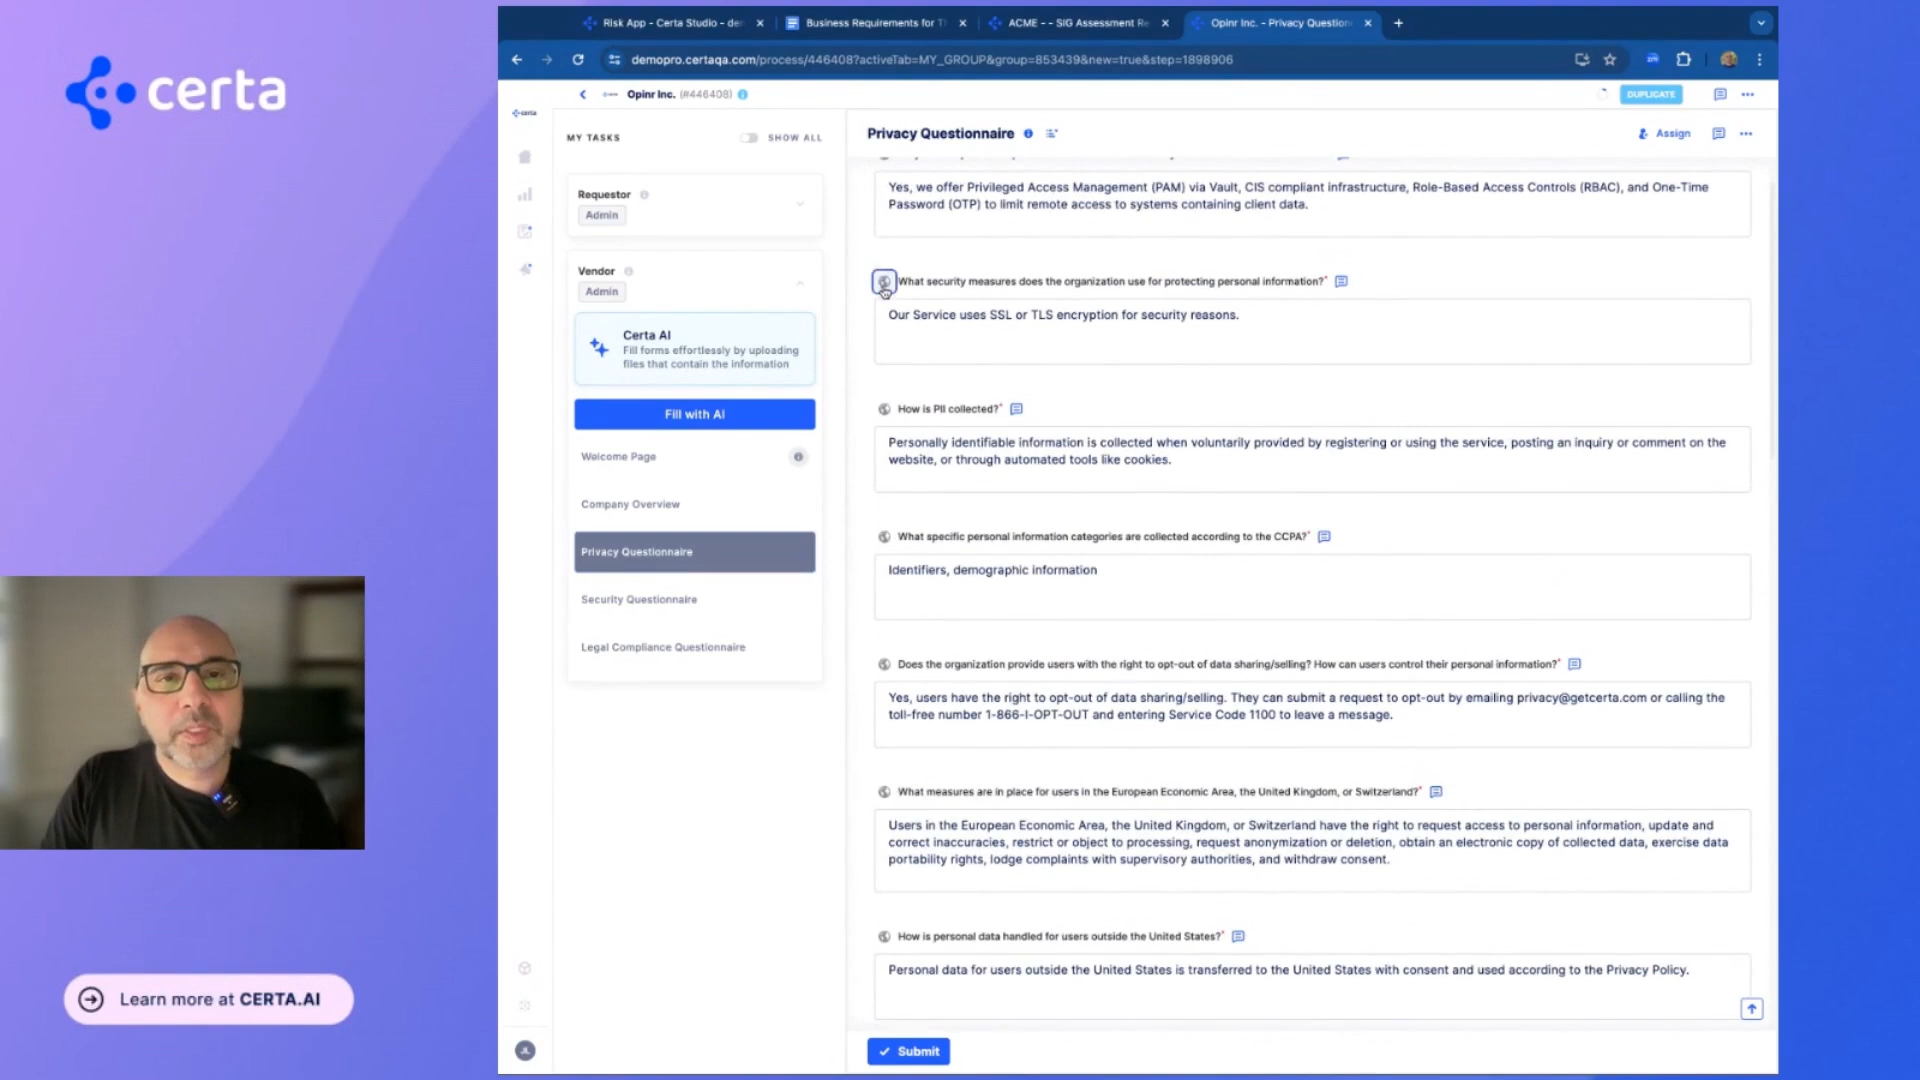 certa
Learn more at CERTA.AI
Risk App - Certa Studio - der
Business Requirements for T
ACME - - SIG Assessment Re
Opinr Inc. - Privacy Question
demopro.certaqa.com/process/446408?activeTab=MY_GROUP&group=853439&new=true&step=1898906
certa
Opinr Inc. (#446408)
DUPLICATE
MY TASKS
SHOW ALL
Requestor
Admin
Vendor
Admin
Certa AI
Fill forms effortlessly by uploading
files that contain the information
Fill with AI
Welcome Page
Company Overview
Privacy Questionnaire
Security Questionnaire
Legal Compliance Questionnaire
JL
Privacy Questionnaire
Assign
Yes, we offer Privileged Access Management (PAM) via Vault, CIS compliant infrastructure, Role-Based Access Controls (RBAC), and One-Time
Password (OTP) to limit remote access to systems containing client data.
What security measures does the organization use for protecting personal information?*
Our Service uses SSL or TLS encryption for security reasons.
How is PII collected?*
Personally identifiable information is collected when voluntarily provided by registering or using the service, posting an inquiry or comment on the
website, or through automated tools like cookies.
What specific personal information categories are collected according to the CCPA?*
Identifiers, demographic information
Does the organization provide users with the right to opt-out of data sharing/selling? How can users control their personal information?*
Yes, users have the right to opt-out of data sharing/selling. They can submit a request to opt-out by emailing privacy@getcerta.com or calling the
toll-free number 1-866-I-OPT-OUT and entering Service Code 1100 to leave a message.
What measures are in place for users in the European Economic Area, the United Kingdom, or Switzerland?*
Users in the European Economic Area, the United Kingdom, or Switzerland have the right to request access to personal information, update and
correct inaccuracies, restrict or object to processing, request anonymization or deletion, obtain an electronic copy of collected data, exercise data
portability rights, lodge complaints with supervisory authorities, and withdraw consent.
How is personal data handled for users outside the United States?*
Personal data for users outside the United States is transferred to the United States with consent and used according to the Privacy Policy.
Submit